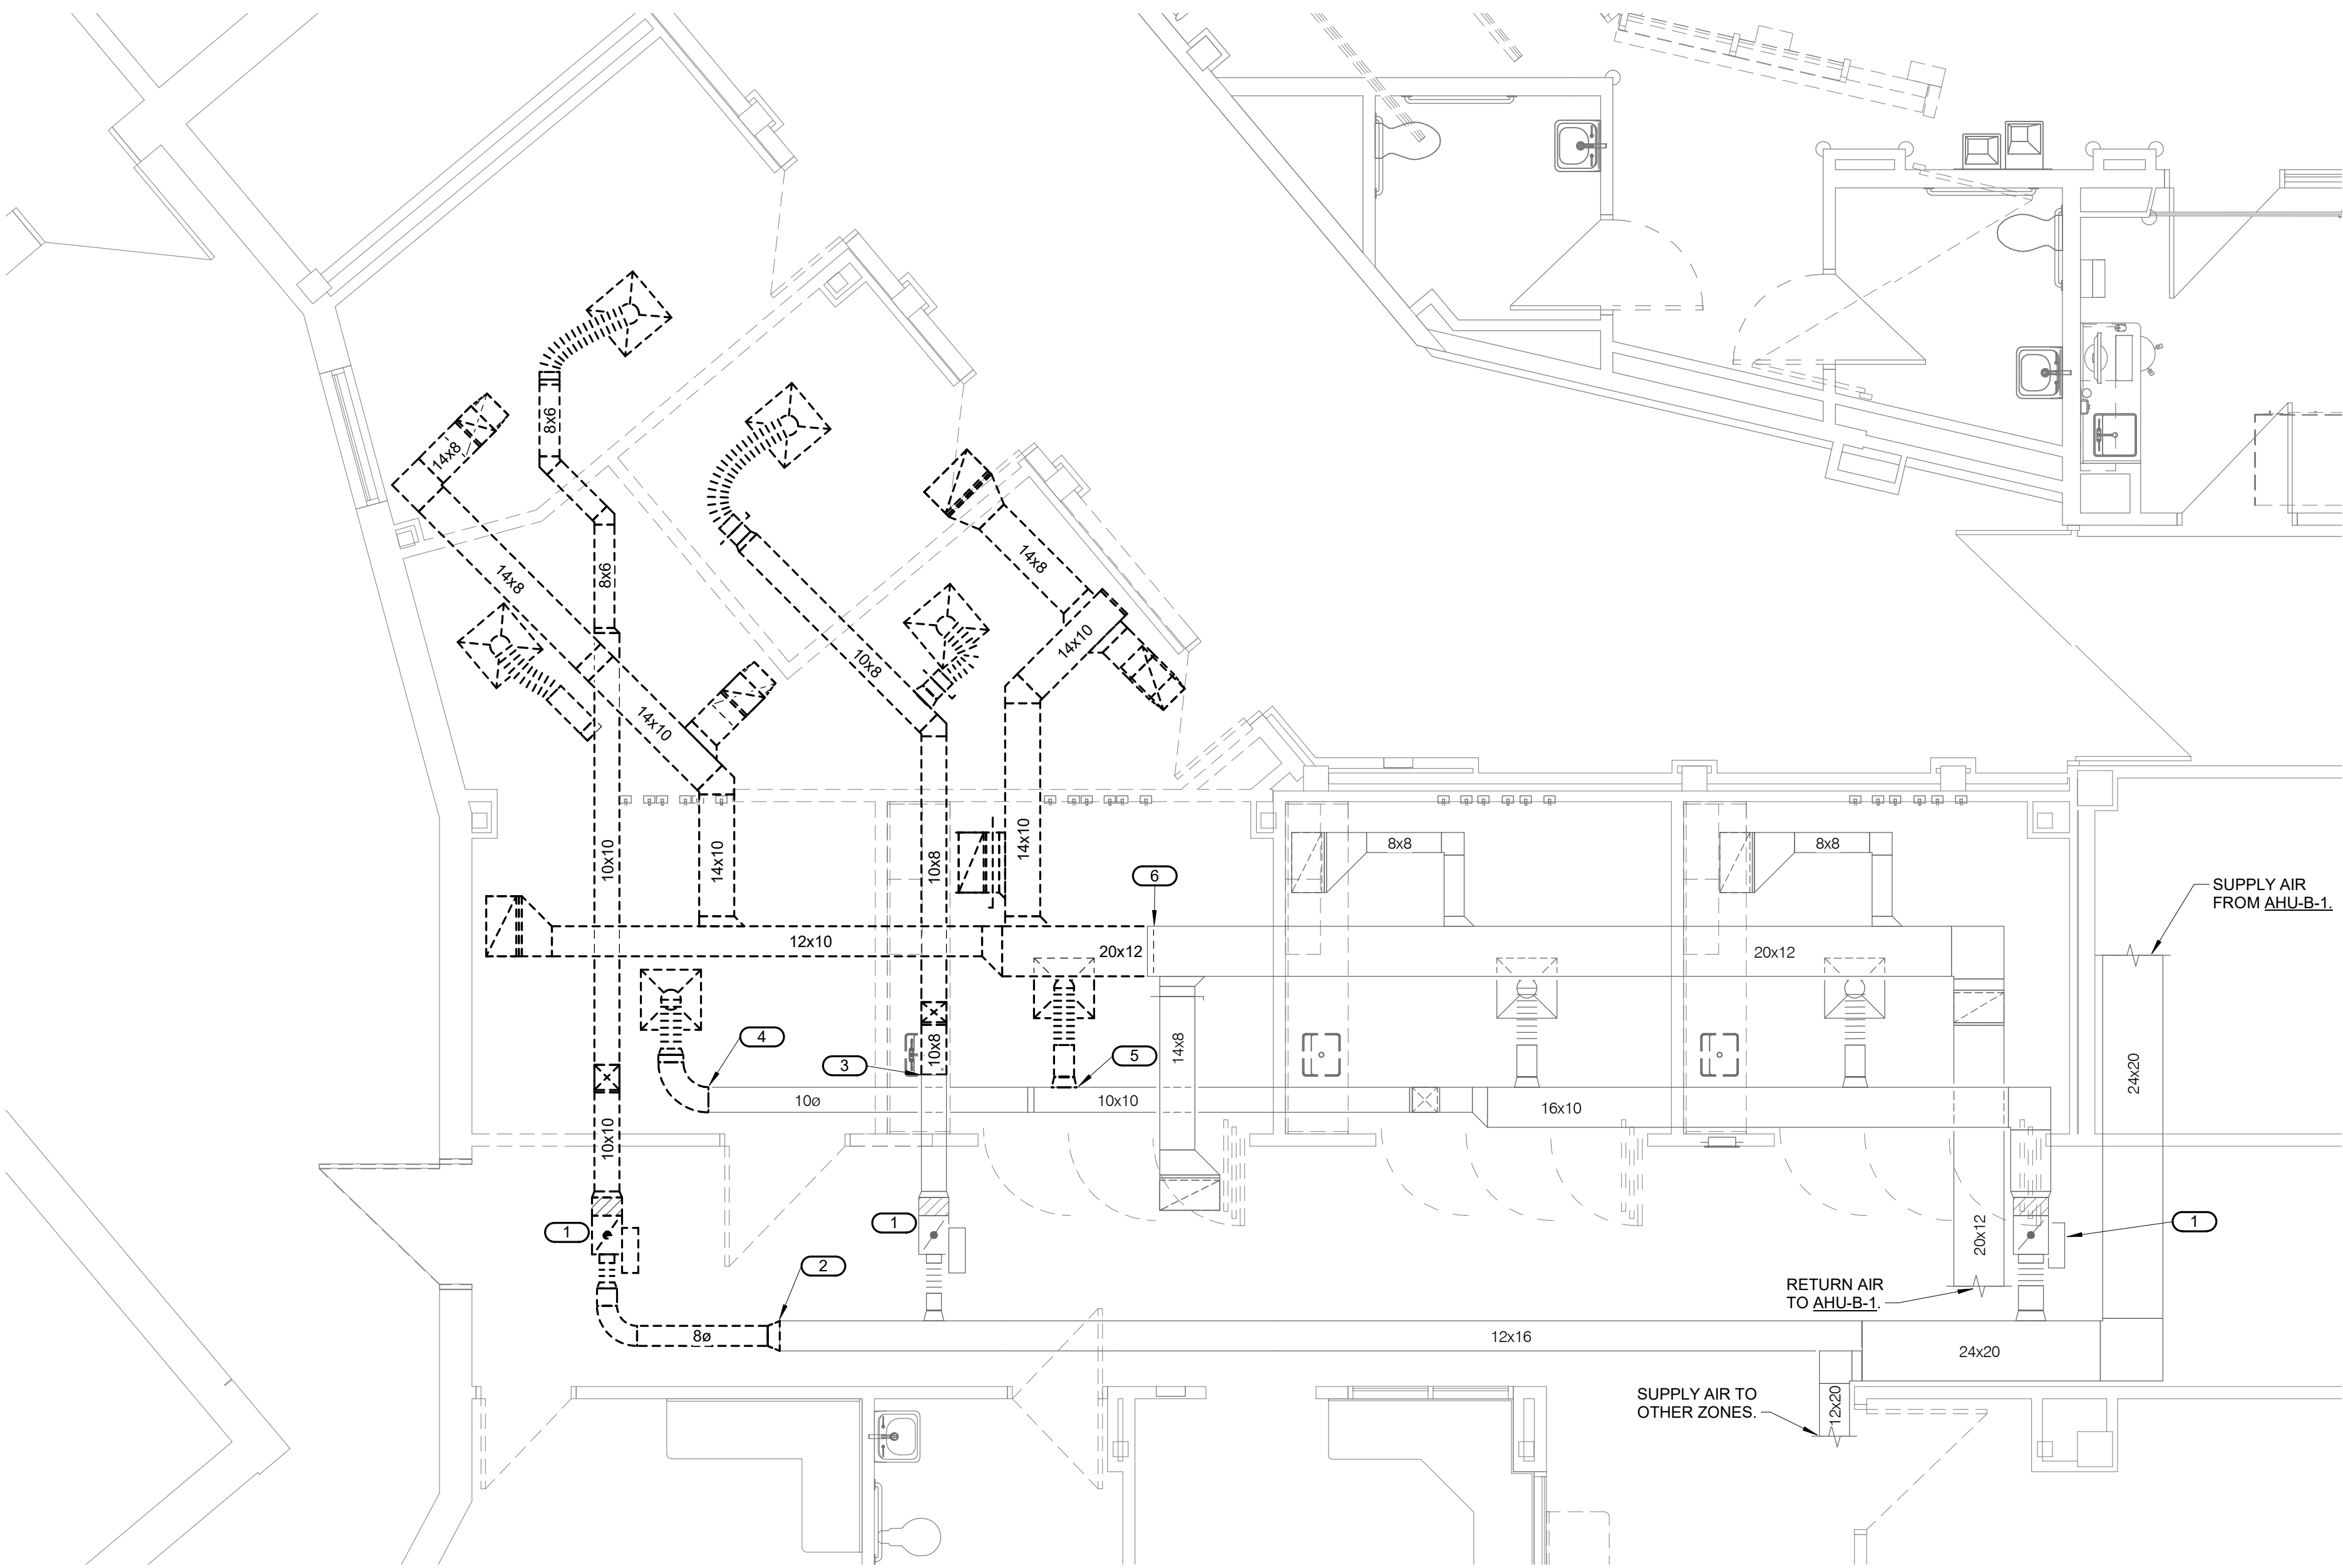 8x6
14x8
14x8
8x6
14x8
14x10
10x8
14x10
10x10
14x10
10x8
14x10
8x8
8x8
6
SUPPLY AIR
FROM AHU-B-1.
12x10
20x12
20x12
4
3
10x8
5
14x8
24x20
10ø
10x10
16x10
10x10
1
1
1
20x12
2
RETURN AIR
TO AHU-B-1.
8ø
12x16
24x20
SUPPLY AIR TO
OTHER ZONES.
12x20